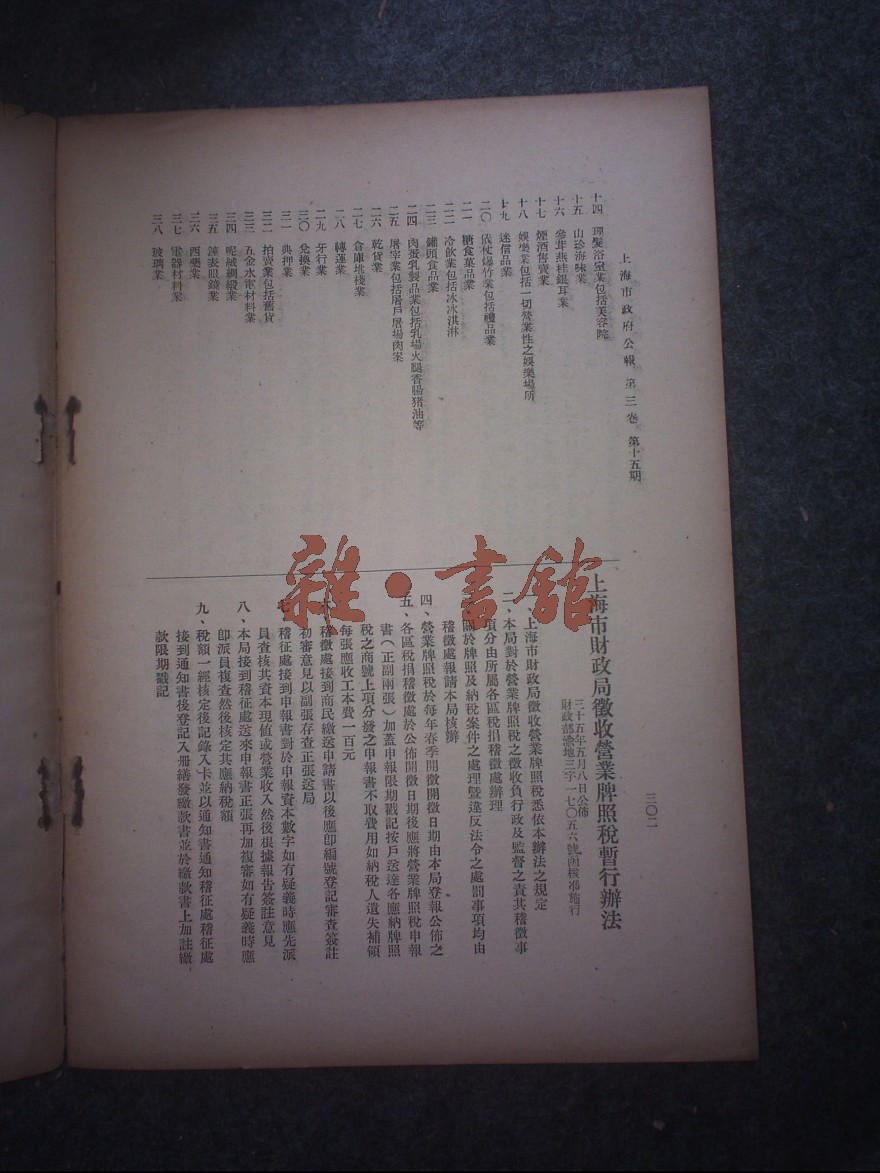 上海市政府公報 第三卷 第十五期
三〇二
十四 理髮浴室業包括美容院
十五 山珍海味業
十六 參茸燕桂銀耳業
十七 煙酒售賣業
十八 娛樂業包括一切營業性之娛樂場所
十九 迷信品業
二〇 儀仗爆竹業包括禮品業
二一 糖食菓品業
二二 冷飲業包括冰冰淇淋
二三 罐頭食品業
二四 肉蛋乳製品業包括乳場火腿香腸豬油等
二五 屠宰業包括屠戶屠場肉案
二六 乾貨業
二七 倉庫地棧業
二八 轉運業
二九 牙行業
三〇 兌換業
三一 典押業
三二 拍賣業包括舊貨
三三 五金水電材料業
三四 呢絨綢緞業
三五 鐘表眼鏡業
三六 西藥業
三七 電器材料業
三八 玻璃業
上海市財政局徵收營業牌照稅暫行辦法
三十五年五月八日公佈
財政部渝地三字一七〇五六號函核准施行
一、上海市財政局徵收營業牌照稅悉依本辦法之規定
二、本局對於營業牌照稅之徵收負行政及監督之責其稽徵事
項分由所屬各區稅捐稽徵處辦理
關於牌照及納稅案件之處理暨違反法令之處罰事項均由
稽徵處報請本局核辦
四、營業牌照稅於每年春季開徵開徵日期由本局登報公佈之
五、各區稅捐稽徵處於公佈開徵日期後應將營業牌照稅申報
書(正副兩張)加蓋申報限期戳記按戶送達各應納牌照
稅之商號上項分發之申報書不取費用如納稅人遺失補領
每張應收工本費一百元
六、稽徵處接到商民繳送申請書以後應即編號登記審查簽註
初審意見以副張存查正張送局
七、稽征處接到申報書對於申報資本數字如有疑義時應先派
員查核其資本現值或營業收入然後根據報告簽註意見
八、本局接到稽征處送來申報書正張再加複審如有疑義時應
即派員複查然後核定其應納稅額
九、稅額一經核定後記錄入卡並以通知書通知稽征處稽征處
接到通知書後登記入册繕發繳款書並於繳款書上加註繳
款限期戳記
雜·書館